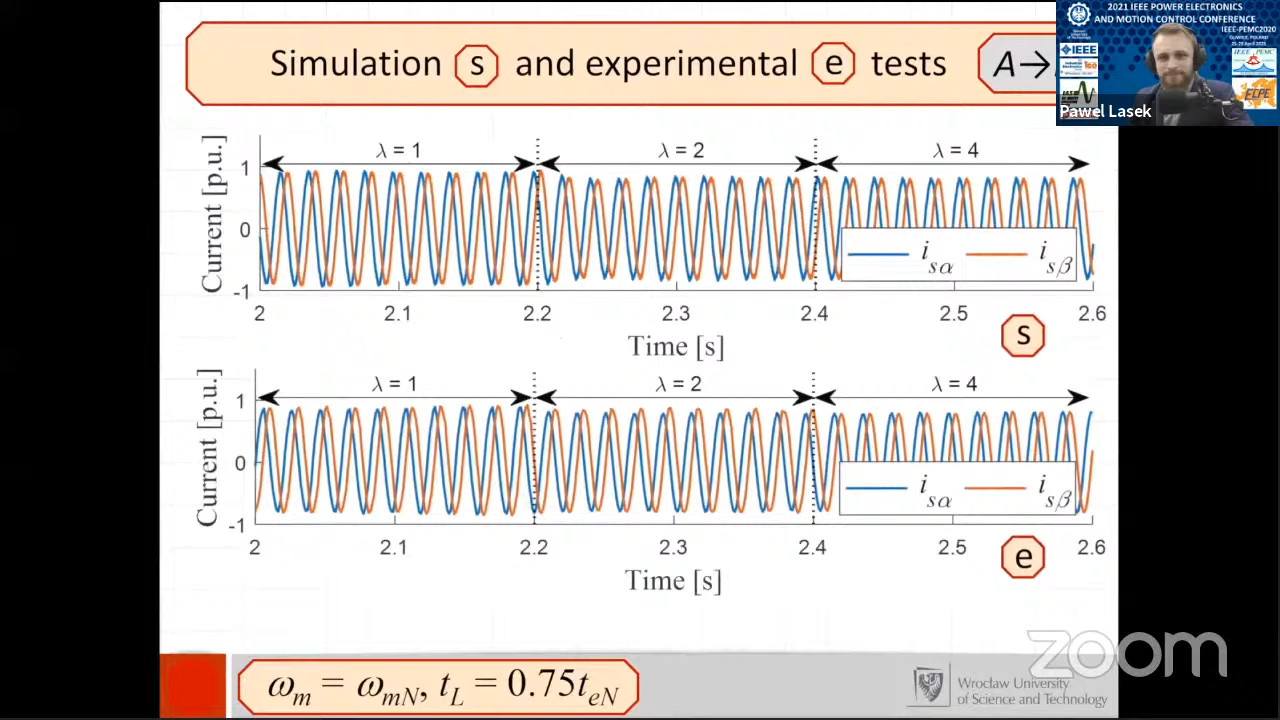 2021 IEEE POWER ELECTRONICS
AND MOTION CONTROL CONFERENCE
IEEE-PEMC2020
Simulation s and experimental e tests A→
IEEE
Pawel Lasek
Current [p.u.]
λ = 1 λ = 2 λ = 4
1
0
-1
isα isβ
2 2.1 2.2 2.3 2.4 2.5 2.6
Time [s]
s
Current [p.u.]
λ = 1 λ = 2 λ = 4
1
0
-1
isα isβ
2 2.1 2.2 2.3 2.4 2.5 2.6
Time [s]
e
zoom
ωm = ωmN, tL = 0.75teN
Wrocław University
of Science and Technology